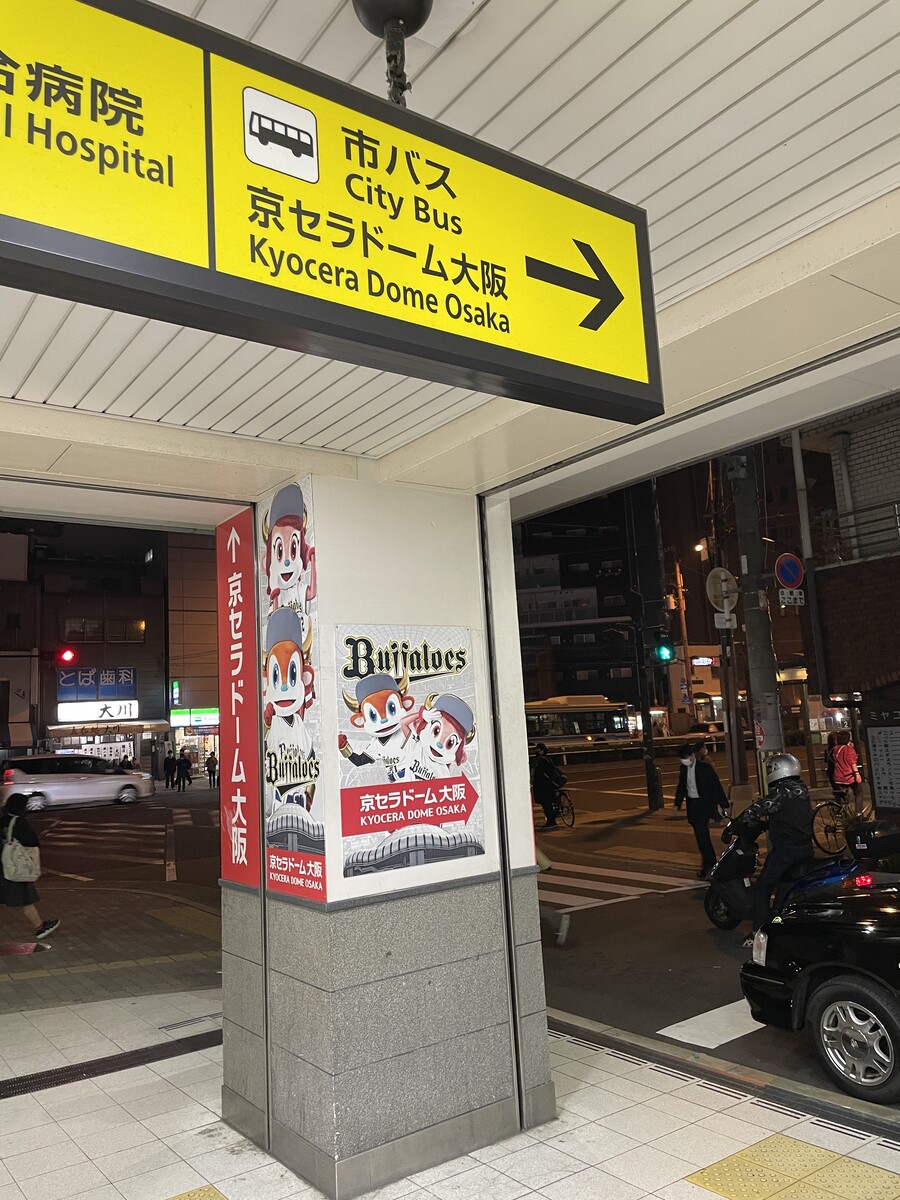 合病院
l Hospital
市バス
City Bus
京セラドーム大阪
Kyocera Dome Osaka
↑京セラドーム大阪
Buffaloes
京セラドーム大阪
KYOCERA DOME OSAKA
Buffaloes
京セラドーム大阪
KYOCERA DOME OSAKA
とば歯科
大川
ミヤコ